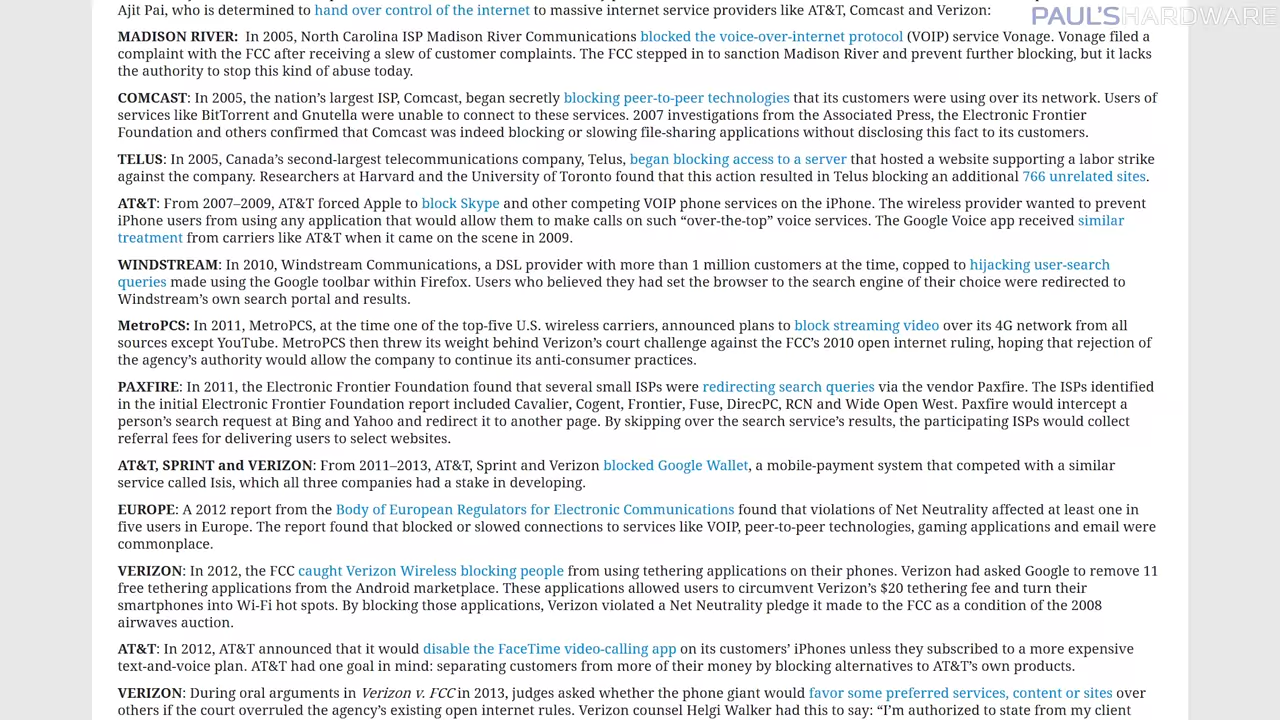 Ajit Pai, who is determined to hand over control of the internet to massive internet service providers like AT&T, Comcast and Verizon:
PAUL'SHARDWARE
MADISON RIVER: In 2005, North Carolina ISP Madison River Communications blocked the voice-over-internet protocol (VOIP) service Vonage. Vonage filed a
complaint with the FCC after receiving a slew of customer complaints. The FCC stepped in to sanction Madison River and prevent further blocking, but it lacks
the authority to stop this kind of abuse today.
COMCAST: In 2005, the nation's largest ISP, Comcast, began secretly blocking peer-to-peer technologies that its customers were using over its network. Users of
services like BitTorrent and Gnutella were unable to connect to these services. 2007 investigations from the Associated Press, the Electronic Frontier
Foundation and others confirmed that Comcast was indeed blocking or slowing file-sharing applications without disclosing this fact to its customers.
TELUS: In 2005, Canada's second-largest telecommunications company, Telus, began blocking access to a server that hosted a website supporting a labor strike
against the company. Researchers at Harvard and the University of Toronto found that this action resulted in Telus blocking an additional 766 unrelated sites.
AT&T: From 2007–2009, AT&T forced Apple to block Skype and other competing VOIP phone services on the iPhone. The wireless provider wanted to prevent
iPhone users from using any application that would allow them to make calls on such “over-the-top” voice services. The Google Voice app received similar
treatment from carriers like AT&T when it came on the scene in 2009.
WINDSTREAM: In 2010, Windstream Communications, a DSL provider with more than 1 million customers at the time, copped to hijacking user-search
queries made using the Google toolbar within Firefox. Users who believed they had set the browser to the search engine of their choice were redirected to
Windstream's own search portal and results.
MetroPCS: In 2011, MetroPCS, at the time one of the top-five U.S. wireless carriers, announced plans to block streaming video over its 4G network from all
sources except YouTube. MetroPCS then threw its weight behind Verizon's court challenge against the FCC's 2010 open internet ruling, hoping that rejection of
the agency's authority would allow the company to continue its anti-consumer practices.
PAXFIRE: In 2011, the Electronic Frontier Foundation found that several small ISPs were redirecting search queries via the vendor Paxfire. The ISPs identified
in the initial Electronic Frontier Foundation report included Cavalier, Cogent, Frontier, Fuse, DirecPC, RCN and Wide Open West. Paxfire would intercept a
person's search request at Bing and Yahoo and redirect it to another page. By skipping over the search service's results, the participating ISPs would collect
referral fees for delivering users to select websites.
AT&T, SPRINT and VERIZON: From 2011–2013, AT&T, Sprint and Verizon blocked Google Wallet, a mobile-payment system that competed with a similar
service called Isis, which all three companies had a stake in developing.
EUROPE: A 2012 report from the Body of European Regulators for Electronic Communications found that violations of Net Neutrality affected at least one in
five users in Europe. The report found that blocked or slowed connections to services like VOIP, peer-to-peer technologies, gaming applications and email were
commonplace.
VERIZON: In 2012, the FCC caught Verizon Wireless blocking people from using tethering applications on their phones. Verizon had asked Google to remove 11
free tethering applications from the Android marketplace. These applications allowed users to circumvent Verizon's $20 tethering fee and turn their
smartphones into Wi-Fi hot spots. By blocking those applications, Verizon violated a Net Neutrality pledge it made to the FCC as a condition of the 2008
airwaves auction.
AT&T: In 2012, AT&T announced that it would disable the FaceTime video-calling app on its customers' iPhones unless they subscribed to a more expensive
text-and-voice plan. AT&T had one goal in mind: separating customers from more of their money by blocking alternatives to AT&T's own products.
VERIZON: During oral arguments in Verizon v. FCC in 2013, judges asked whether the phone giant would favor some preferred services, content or sites over
others if the court overruled the agency's existing open internet rules. Verizon counsel Helgi Walker had this to say: “I'm authorized to state from my client